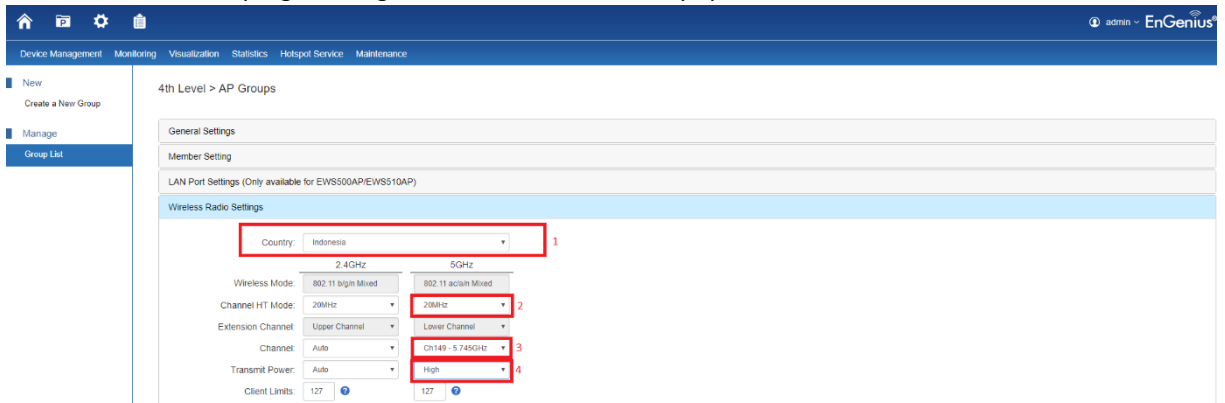 admin EnGenius®
Device Management Monitoring Visualization Statistics Hotspot Service Maintenance
New
Create a New Group
Manage
Group List
4th Level > AP Groups
General Settings
Member Setting
LAN Port Settings (Only available for EWS500AP/EWS510AP)
Wireless Radio Settings
Country: Indonesia 1
2.4GHz 5GHz
Wireless Mode: 802.11 b/g/n Mixed 802.11 ac/a/n Mixed
Channel HT Mode: 20MHz 20MHz 2
Extension Channel: Upper Channel Lower Channel
Channel: Auto Ch149 - 5.745GHz 3
Transmit Power: Auto High 4
Client Limits: 127 127